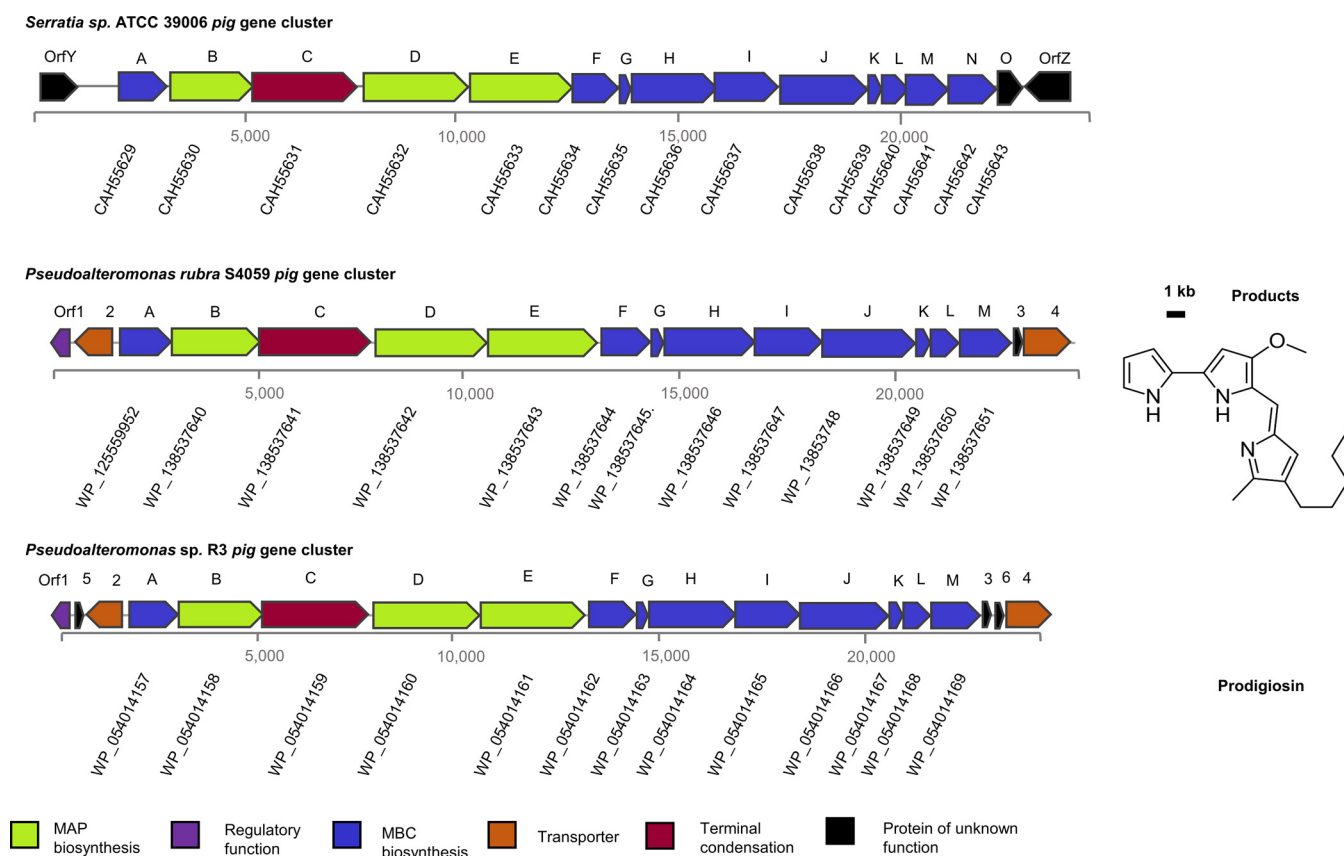 Serratia sp. ATCC 39006 pig gene cluster
OrfY A B C D E F G H I J K L M N O OrfZ
5,000 10,000 15,000 20,000
CAH55629 CAH55630 CAH55631 CAH55632 CAH55633 CAH55634 CAH55635 CAH55636 CAH55637 CAH55638 CAH55639 CAH55640 CAH55641 CAH55642 CAH55643
Pseudoalteromonas rubra S4059 pig gene cluster
Orf1 2 A B C D E F G H I J K L M 3 4
5,000 10,000 15,000 20,000
WP_125559952 WP_138537640 WP_138537641 WP_138537642 WP_138537643 WP_138537644 WP_138537645. WP_138537646 WP_138537647 WP_13853748 WP_138537649 WP_138537650 WP_138537651
1 kb Products
O
N H
N H
N
Pseudoalteromonas sp. R3 pig gene cluster
Orf1 5 2 A B C D E F G H I J K L M 3 6 4
5,000 10,000 15,000 20,000
WP_054014157 WP_054014158 WP_054014159 WP_054014160 WP_054014161 WP_054014162 WP_054014163 WP_054014164 WP_054014165 WP_054014166 WP_054014167 WP_054014168 WP_054014169
Prodigiosin
MAP
biosynthesis
Regulatory
function
MBC
biosynthesis
Transporter
Terminal
condensation
Protein of unknown
function